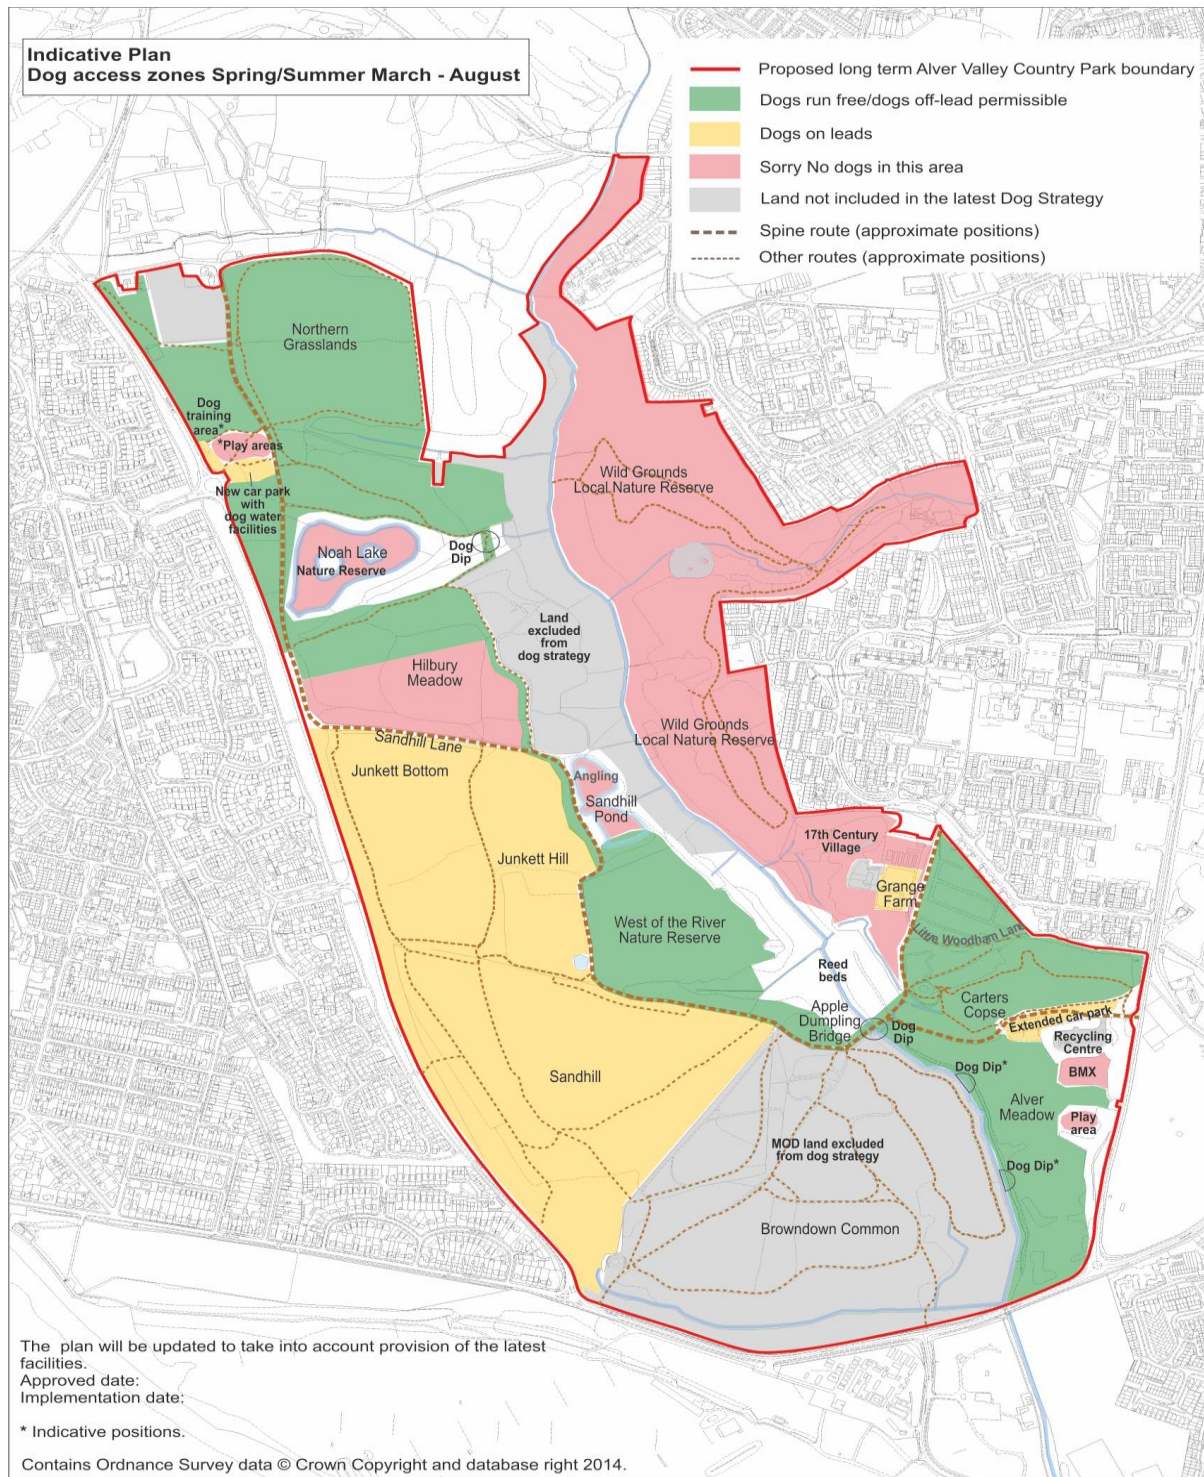 Indicative Plan
Dog access zones Spring/Summer March - August
Proposed long term Alver Valley Country Park boundary
Dogs run free/dogs off-lead permissible
Dogs on leads
Sorry No dogs in this area
Land not included in the latest Dog Strategy
Spine route (approximate positions)
Other routes (approximate positions)
Northern
Grasslands
Dog
training
area*
*Play areas
New car park
with
dog water
facilities
Noah Lake
Nature Reserve
Dog
Dip
Wild Grounds
Local Nature Reserve
Land
excluded
from
dog strategy
Hilbury
Meadow
Sandhill Lane
Junkett Bottom
Wild Grounds
Local Nature Reserve
Angling
Sandhill
Pond
Junkett Hill
17th Century
Village
Grange
Farm
West of the River
Nature Reserve
Little Woodham Lane
Reed
beds
Carters
Copse
Apple
Dumpling
Bridge
Dog
Dip
Extended car park
Recycling
Centre
BMX
Dog Dip*
Alver
Meadow
Play
area
Sandhill
MOD land excluded
from dog strategy
Dog Dip*
Browndown Common
The plan will be updated to take into account provision of the latest
facilities.
Approved date:
Implementation date:
* Indicative positions.
Contains Ordnance Survey data © Crown Copyright and database right 2014.